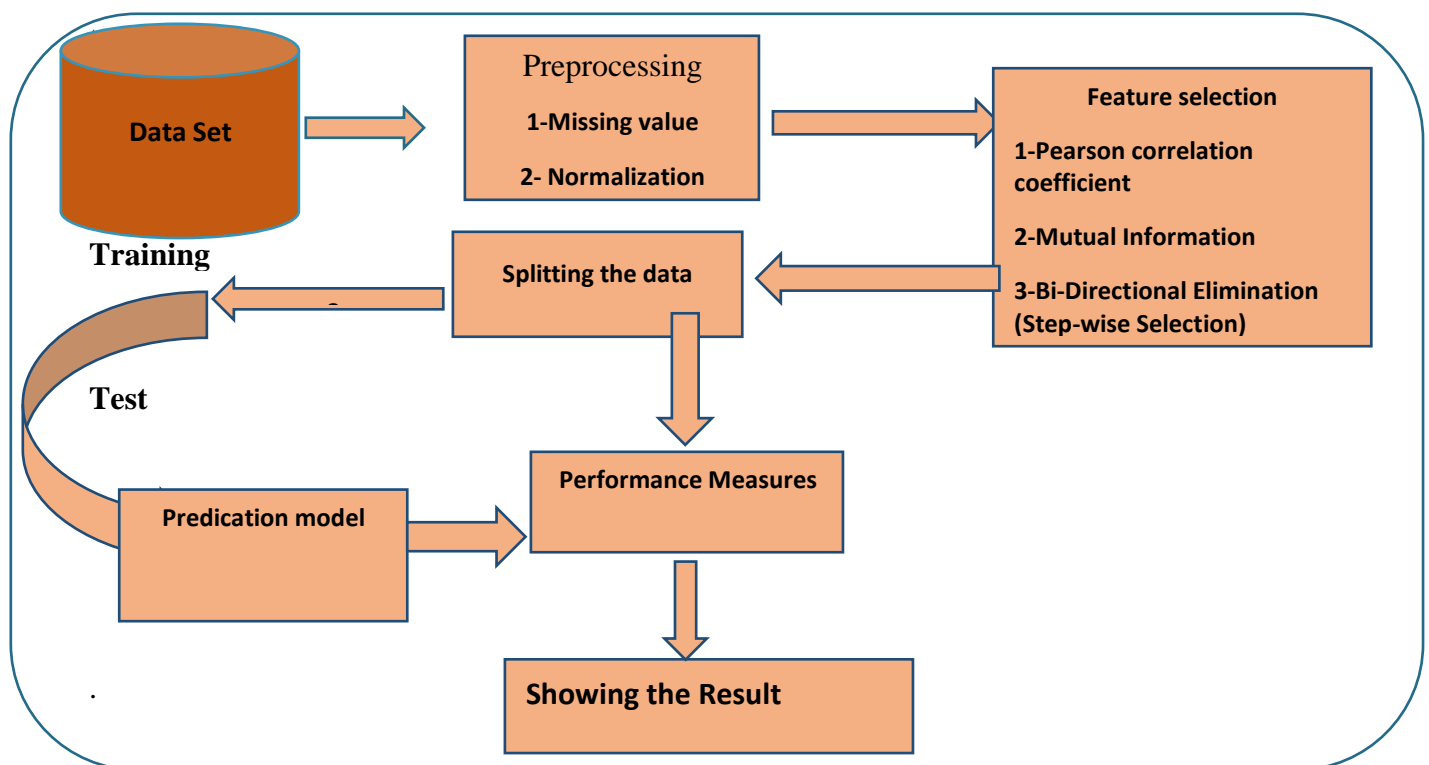 Data Set
Preprocessing
1-Missing value
2- Normalization
Feature selection
1-Pearson correlation
coefficient
2-Mutual Information
3-Bi-Directional Elimination
(Step-wise Selection)
Splitting the data
Training
Test
Predication model
Performance Measures
Showing the Result
.